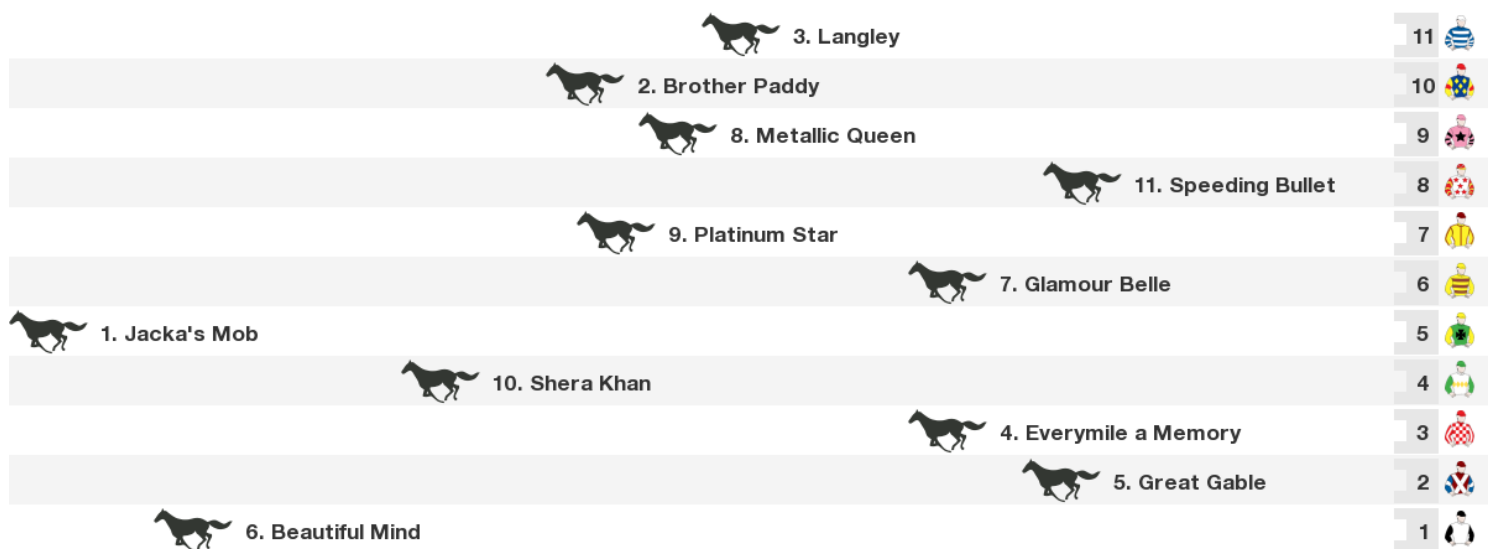 3. Langley 11
2. Brother Paddy 10
8. Metallic Queen 9
11. Speeding Bullet 8
9. Platinum Star 7
7. Glamour Belle 6
1. Jacka's Mob 5
10. Shera Khan 4
4. Everymile a Memory 3
5. Great Gable 2
6. Beautiful Mind 1